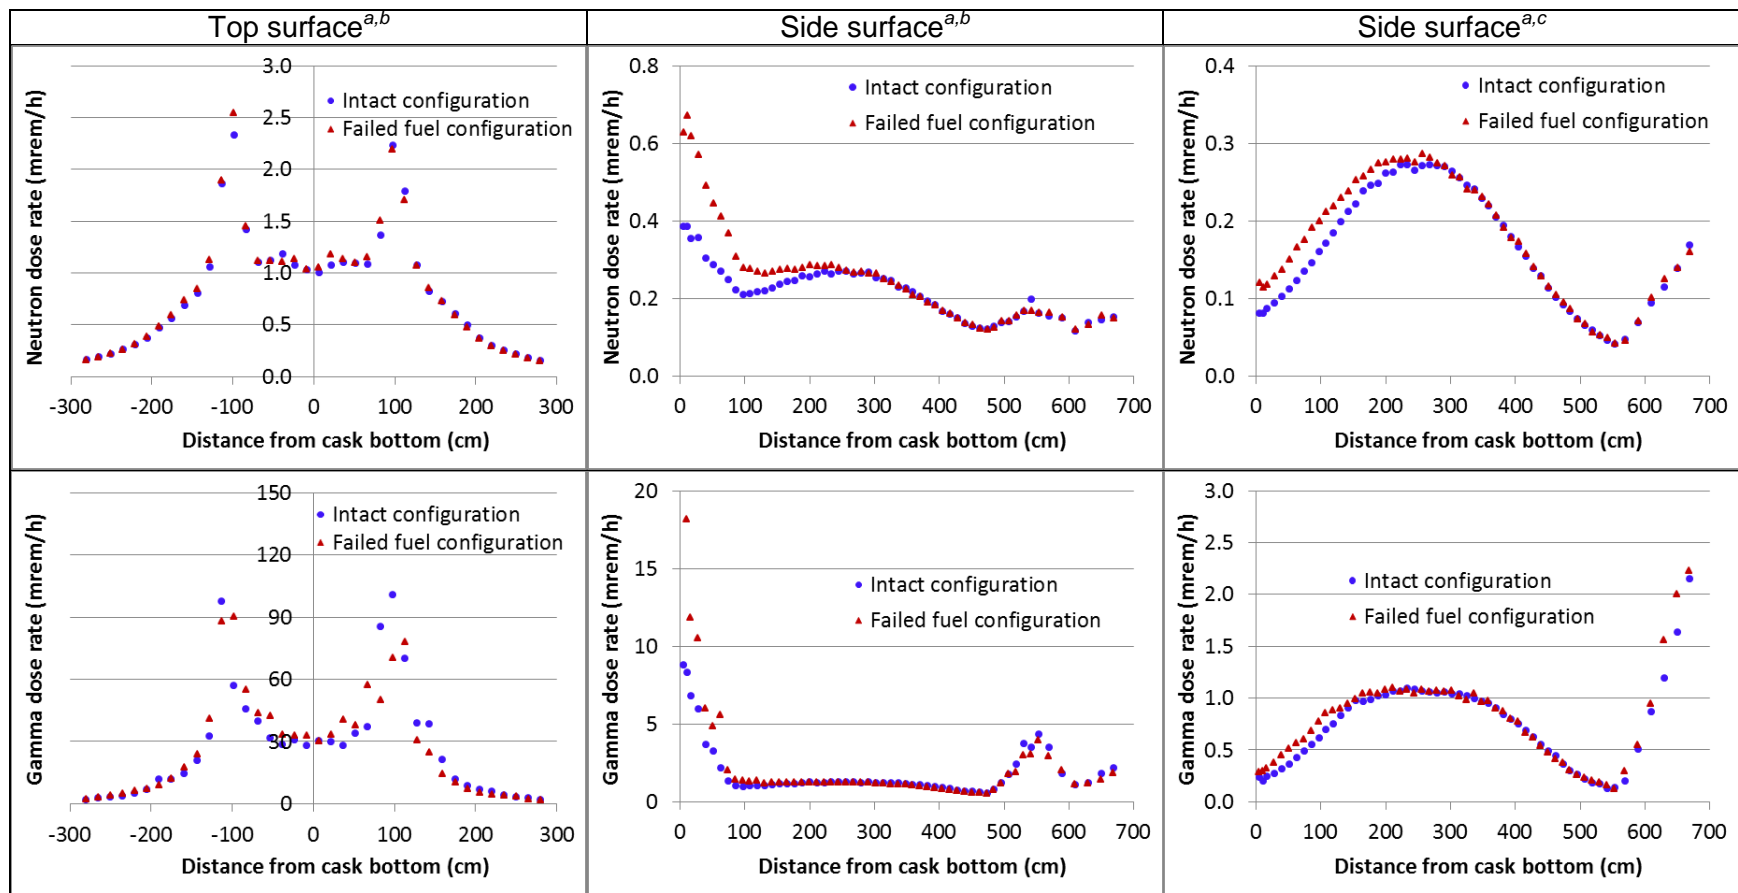 Top surface^a,b
Side surface^a,b
Side surface^a,c
Neutron dose rate (mrem/h)
3.0
2.5
2.0
1.5
1.0
0.5
0.0
Intact configuration
Failed fuel configuration
-300 -200 -100 0 100 200 300
Distance from cask bottom (cm)
Neutron dose rate (mrem/h)
0.8
0.6
0.4
0.2
0.0
Intact configuration
Failed fuel configuration
0 100 200 300 400 500 600 700
Distance from cask bottom (cm)
Neutron dose rate (mrem/h)
0.4
0.3
0.2
0.1
0.0
Intact configuration
Failed fuel configuration
0 100 200 300 400 500 600 700
Distance from cask bottom (cm)
Gamma dose rate (mrem/h)
150
120
90
60
30
0
Intact configuration
Failed fuel configuration
-300 -200 -100 0 100 200 300
Distance from cask bottom (cm)
Gamma dose rate (mrem/h)
20
15
10
5
0
Intact configuration
Failed fuel configuration
0 100 200 300 400 500 600 700
Distance from cask bottom (cm)
Gamma dose rate (mrem/h)
3.0
2.5
2.0
1.5
1.0
0.5
0.0
Intact configuration
Failed fuel configuration
0 100 200 300 400 500 600 700
Distance from cask bottom (cm)